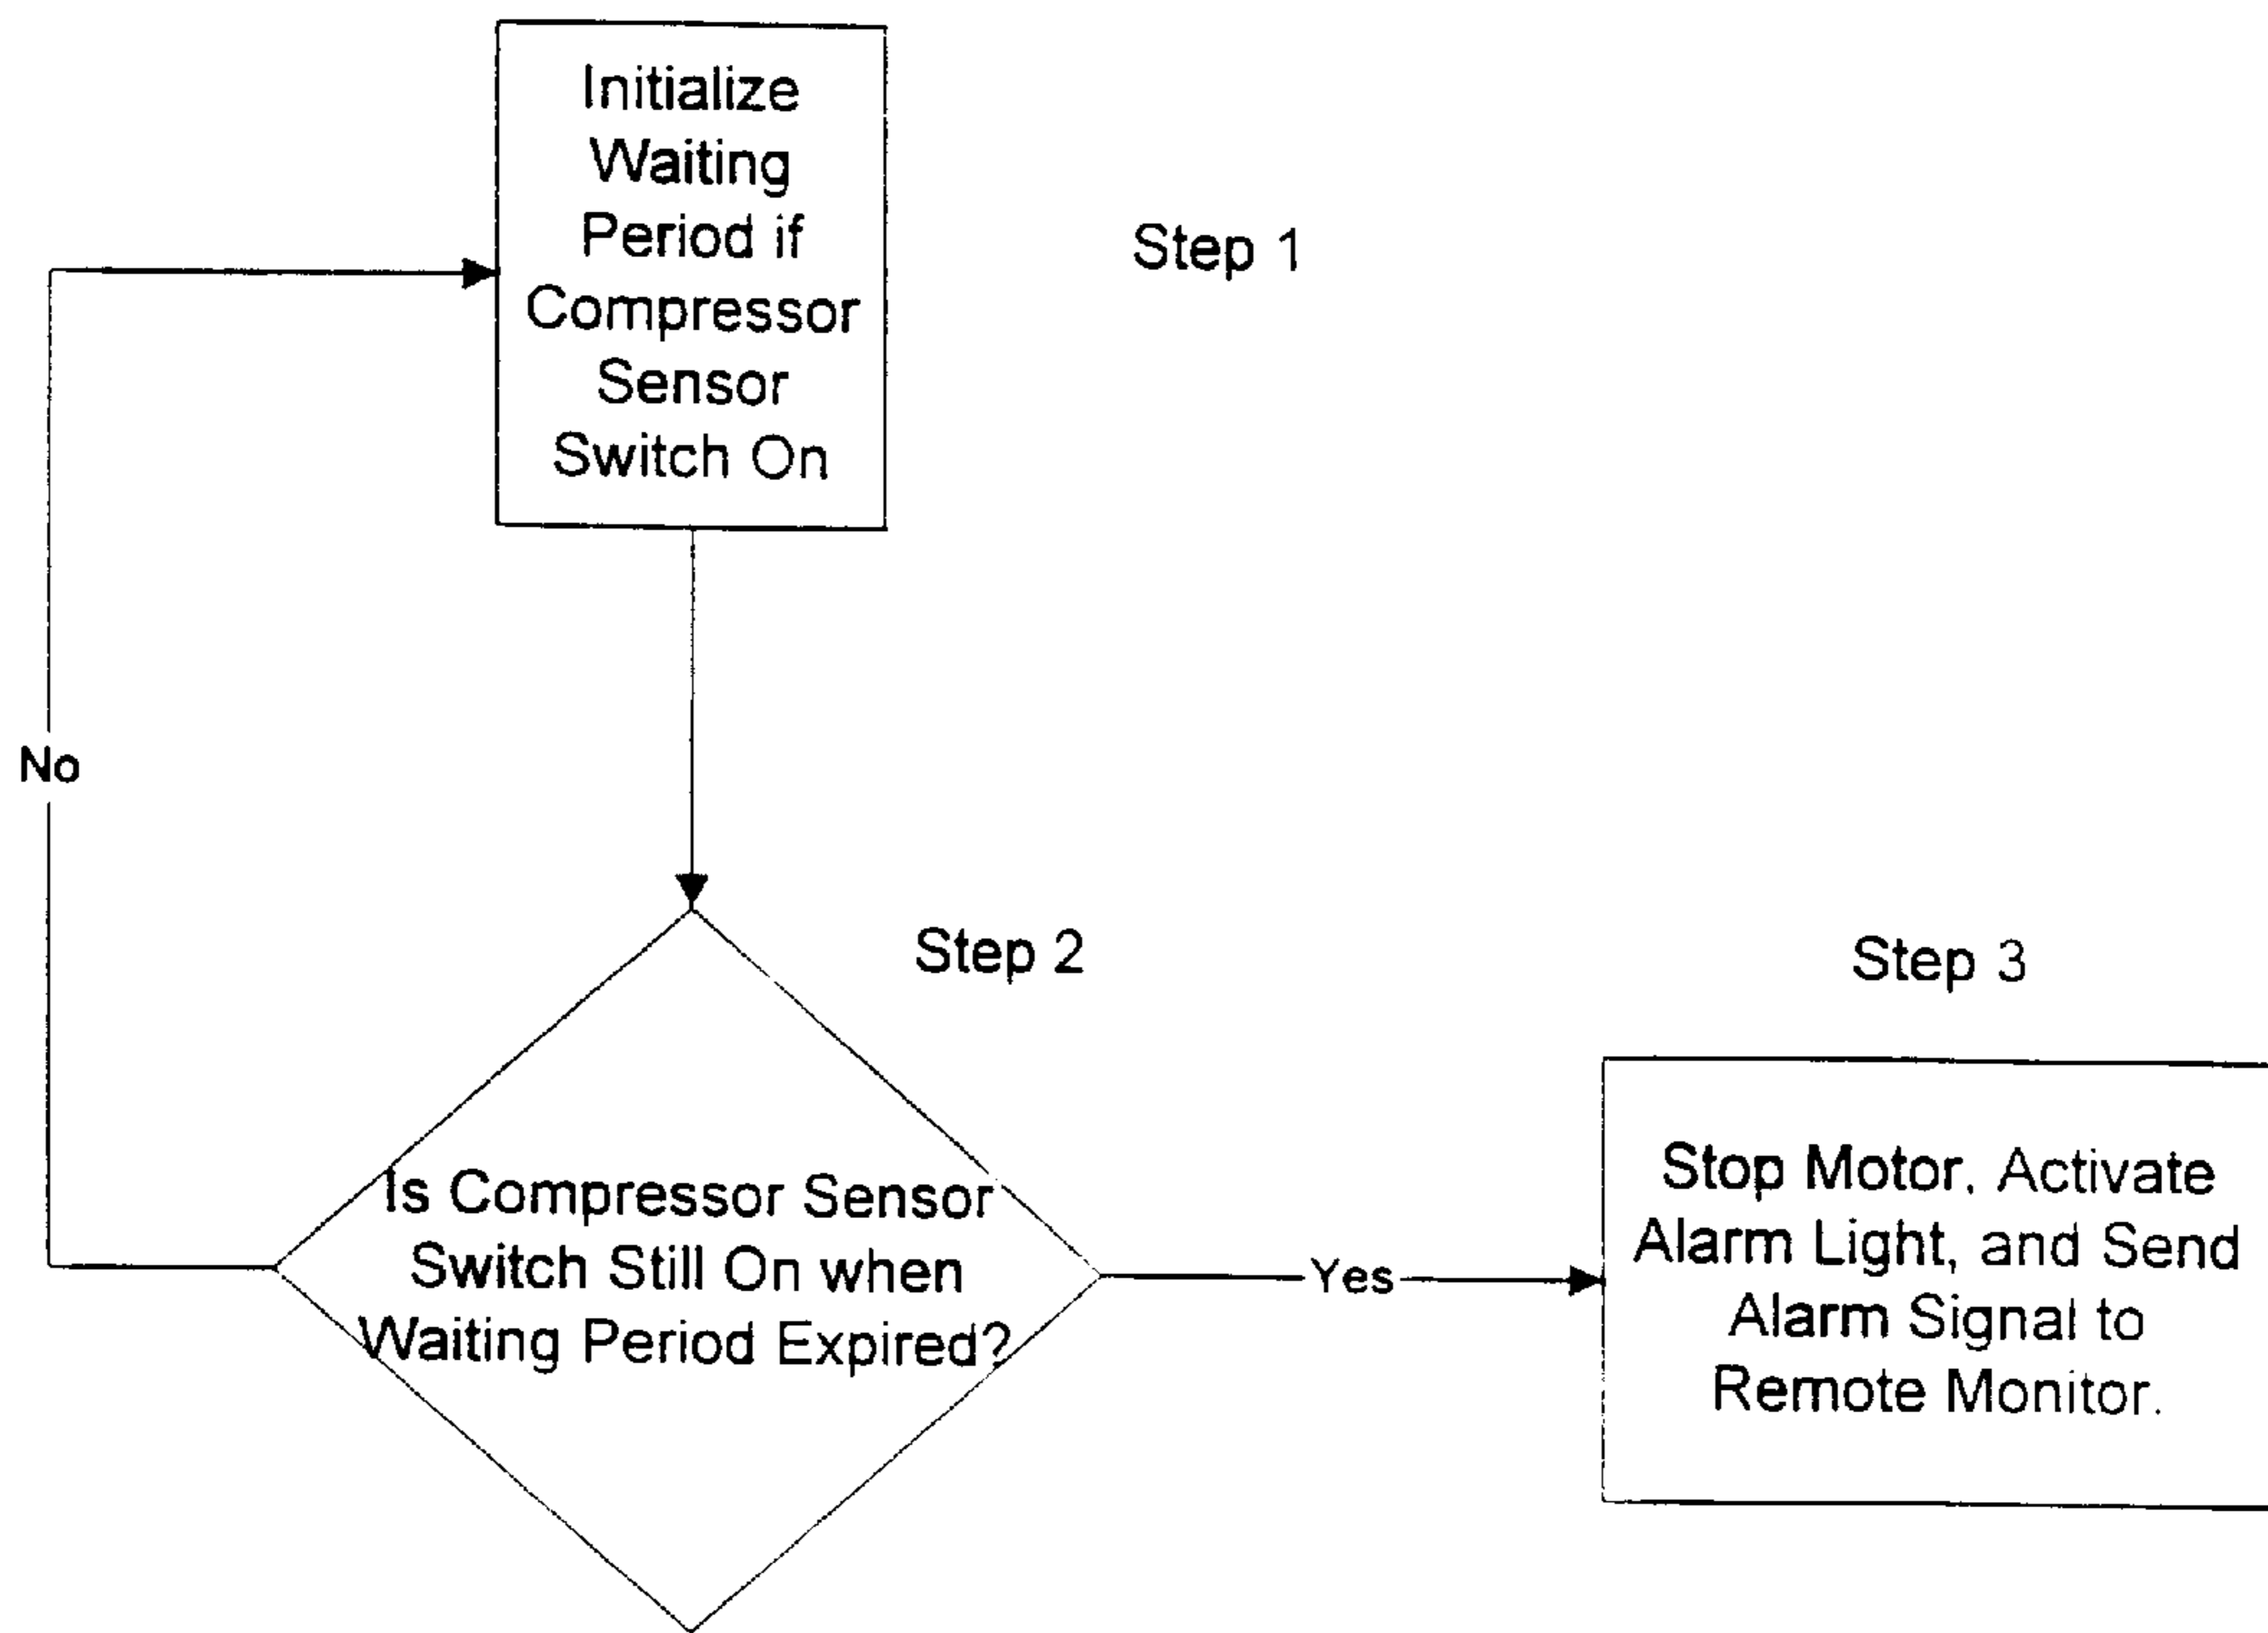 Initialize
Waiting
Period if
Compressor
Sensor
Switch On
Step 1
No
Step 2
Is Compressor Sensor
Switch Still On when
Waiting Period Expired?
Yes
Step 3
Stop Motor. Activate
Alarm Light, and Send
Alarm Signal to
Remote Monitor.